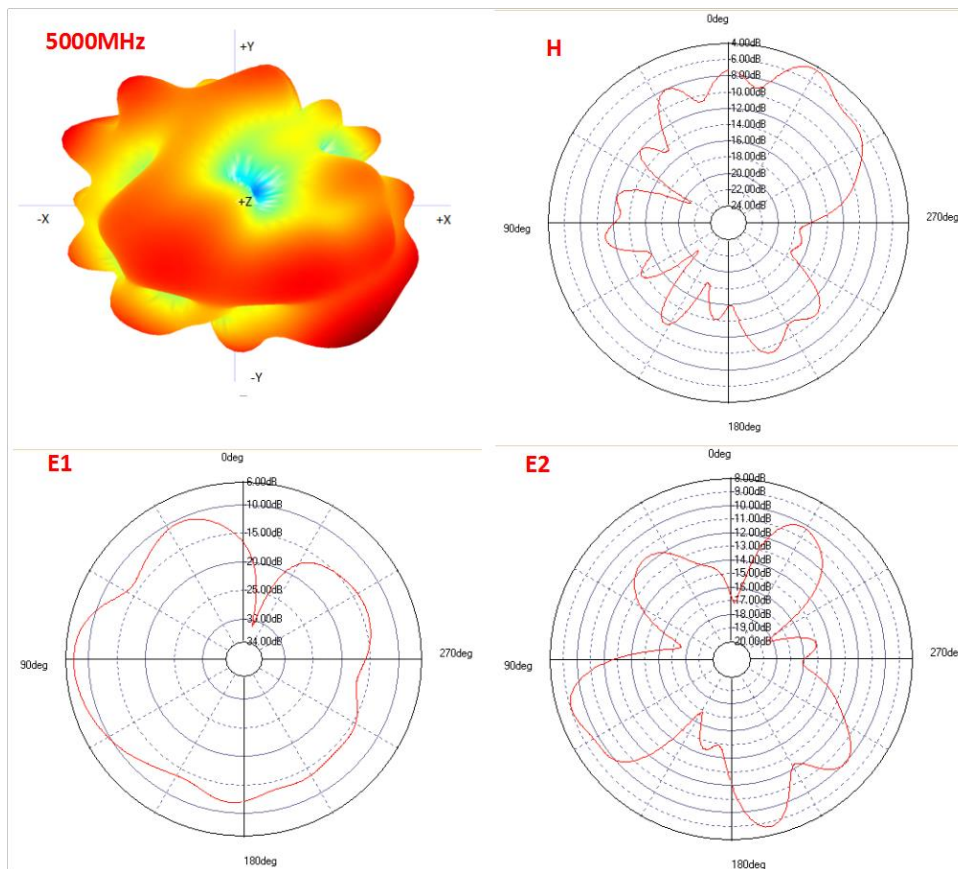 5000MHz
+Y
-X
+Z
+X
-Y
H
0deg
4.00dB
6.00dB
8.00dB
10.00dB
12.00dB
14.00dB
16.00dB
18.00dB
20.00dB
22.00dB
24.00dB
90deg
270deg
180deg
E1
0deg
6.00dB
10.00dB
15.00dB
20.00dB
25.00dB
30.00dB
34.00dB
90deg
270deg
180deg
E2
0deg
8.00dB
9.00dB
10.00dB
11.00dB
12.00dB
13.00dB
14.00dB
15.00dB
16.00dB
17.00dB
18.00dB
19.00dB
20.00dB
90deg
270deg
180deg